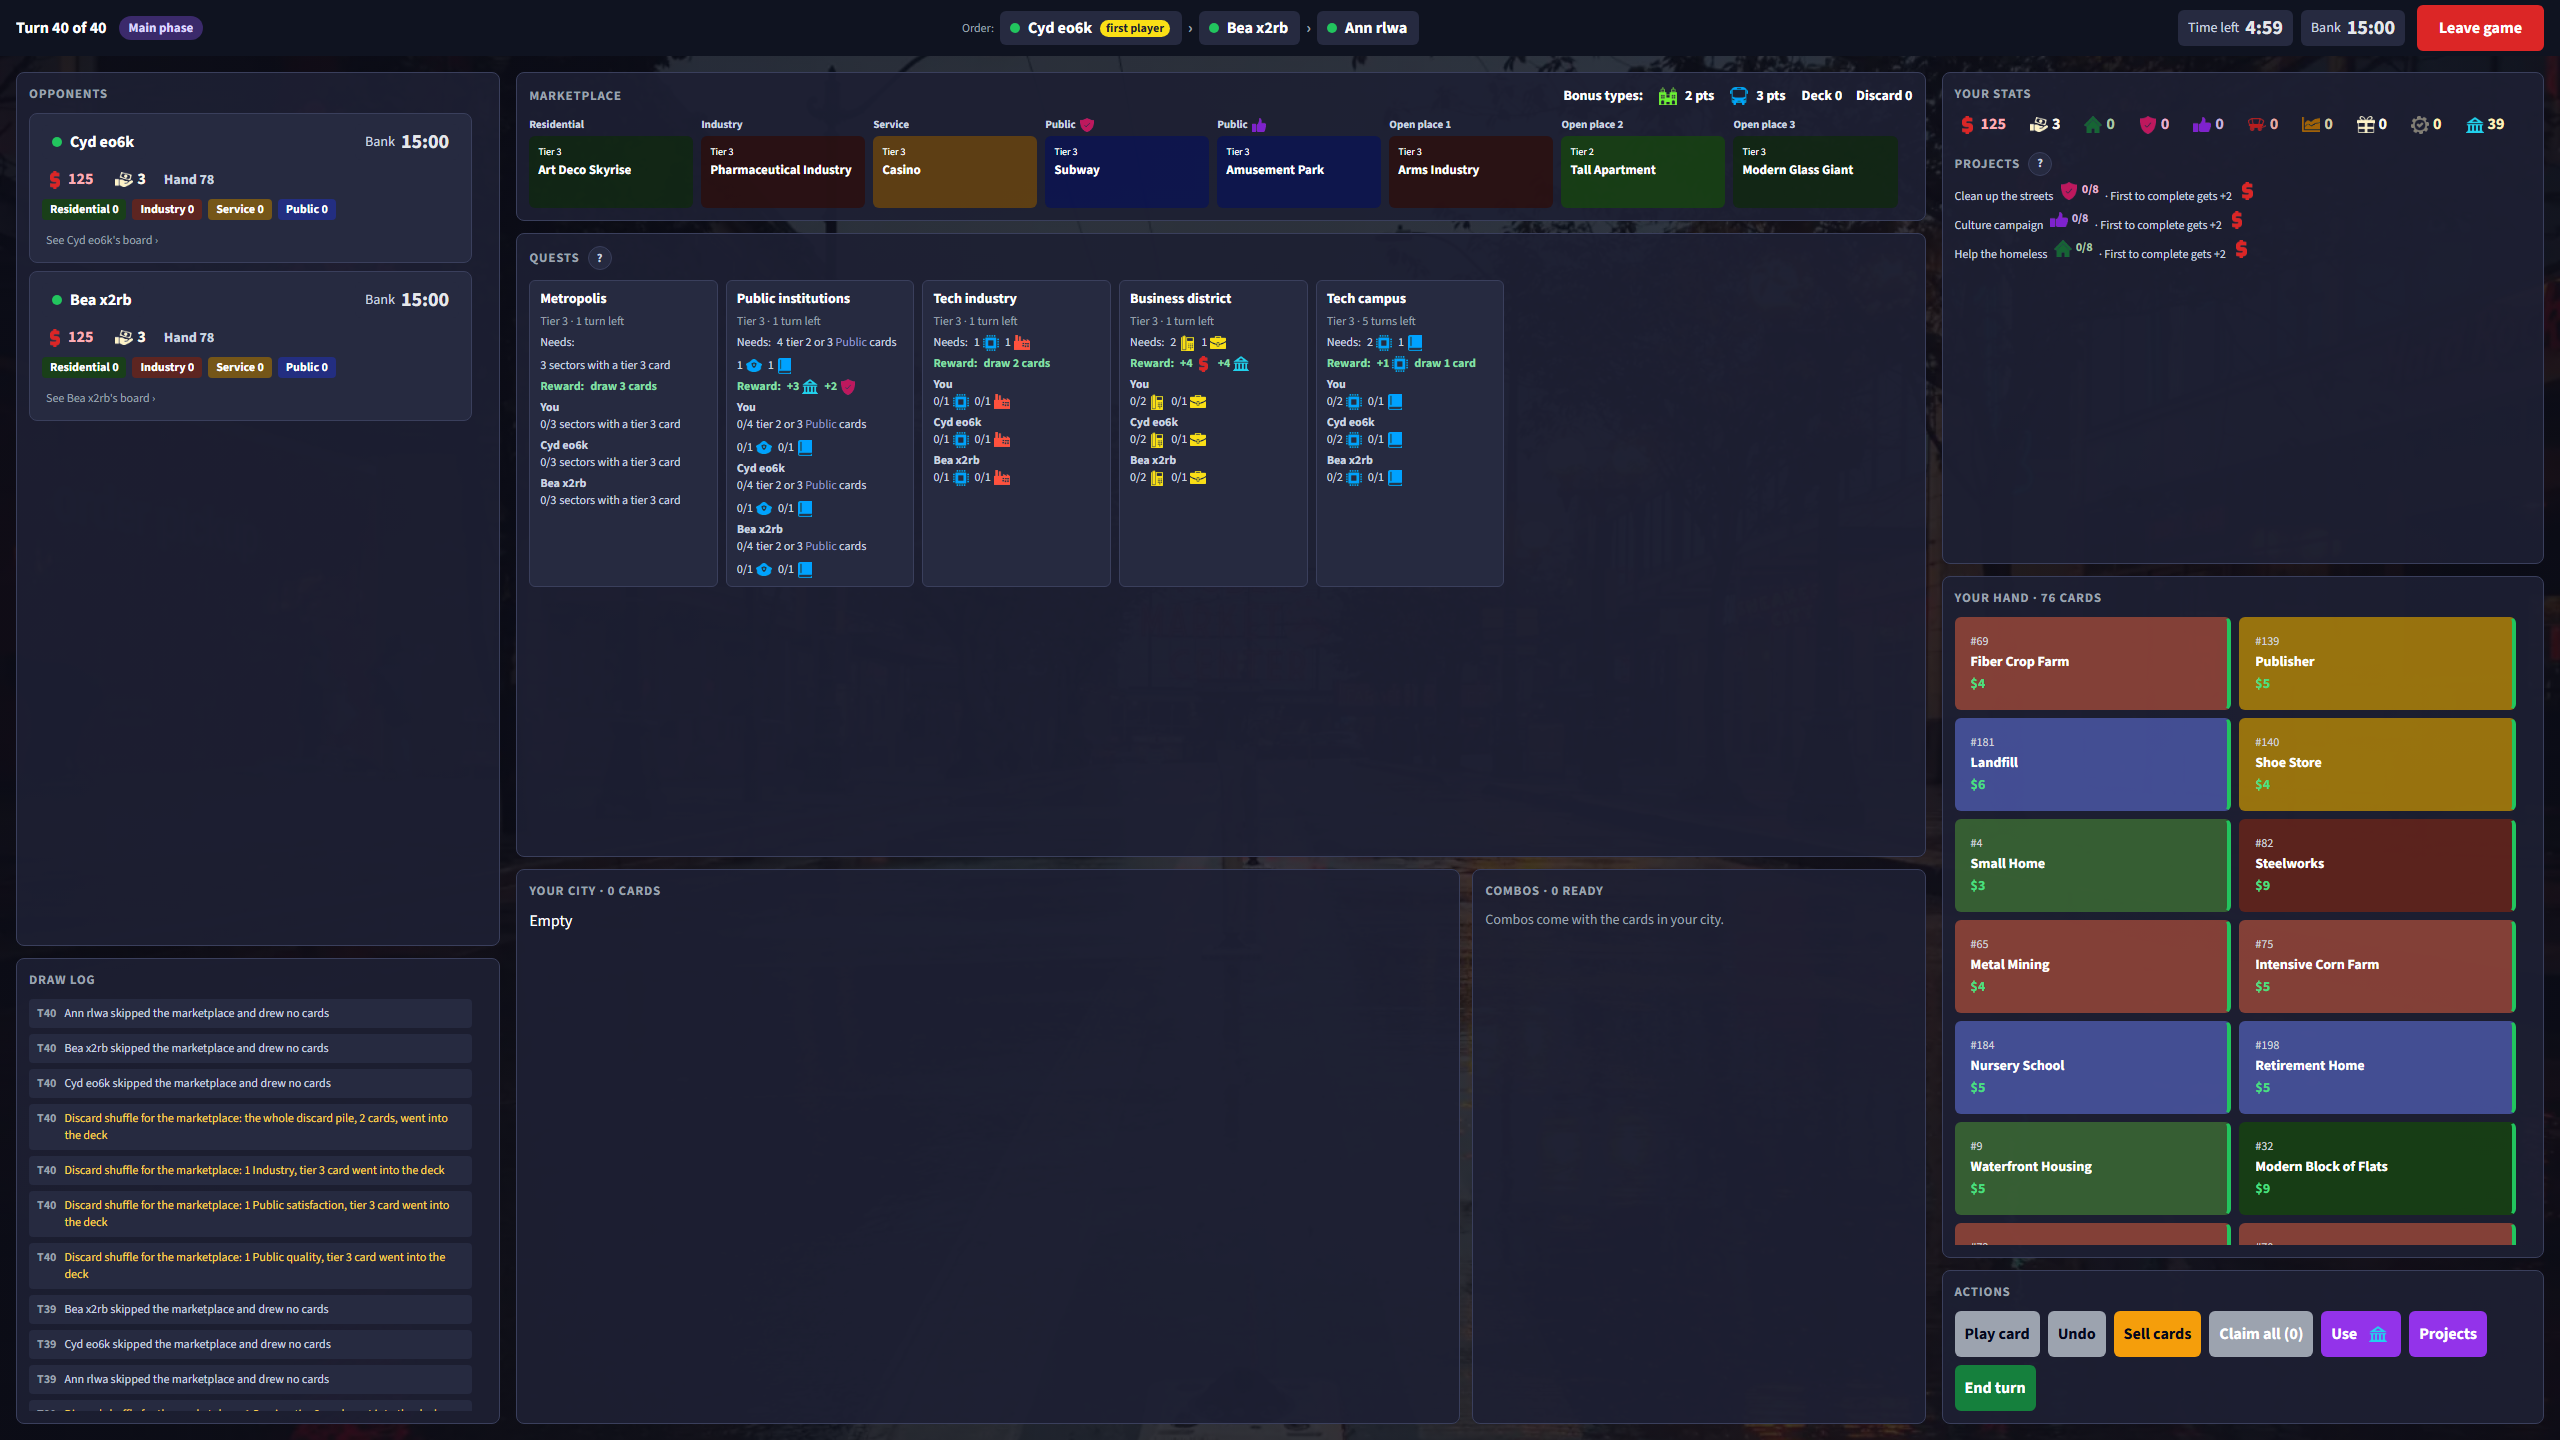 Turn 40 of 40 Main phase
Order: Cyd eo6k first player › Bea x2rb › Ann rlwa
Time left 4:59 Bank 15:00 Leave game
OPPONENTS
Cyd eo6k Bank 15:00
125 3 Hand 78
Residential 0 Industry 0 Service 0 Public 0
See Cyd eo6k's board ›
Bea x2rb Bank 15:00
125 3 Hand 78
Residential 0 Industry 0 Service 0 Public 0
See Bea x2rb's board ›
DRAW LOG
T40 Ann rlwa skipped the marketplace and drew no cards
T40 Bea x2rb skipped the marketplace and drew no cards
T40 Cyd eo6k skipped the marketplace and drew no cards
T40 Discard shuffle for the marketplace: the whole discard pile, 2 cards, went into
the deck
T40 Discard shuffle for the marketplace: 1 Industry, tier 3 card went into the deck
T40 Discard shuffle for the marketplace: 1 Public satisfaction, tier 3 card went into
the deck
T40 Discard shuffle for the marketplace: 1 Public quality, tier 3 card went into the
deck
T39 Bea x2rb skipped the marketplace and drew no cards
T39 Cyd eo6k skipped the marketplace and drew no cards
T39 Ann rlwa skipped the marketplace and drew no cards
MARKETPLACE
Bonus types: 2 pts 3 pts Deck 0 Discard 0
Residential Industry Service Public Public Open place 1 Open place 2 Open place 3
Tier 3 Tier 3 Tier 3 Tier 3 Tier 3 Tier 3 Tier 2 Tier 3
Art Deco Skyrise Pharmaceutical Industry Casino Subway Amusement Park Arms Industry Tall Apartment Modern Glass Giant
QUESTS ?
Metropolis
Tier 3 · 1 turn left
Needs:
3 sectors with a tier 3 card
Reward: draw 3 cards
You
0/3 sectors with a tier 3 card
Cyd eo6k
0/3 sectors with a tier 3 card
Bea x2rb
0/3 sectors with a tier 3 card
Public institutions
Tier 3 · 1 turn left
Needs: 4 tier 2 or 3 Public cards
1 1
Reward: +3 +2
You
0/4 tier 2 or 3 Public cards
0/1 0/1
Cyd eo6k
0/4 tier 2 or 3 Public cards
0/1 0/1
Bea x2rb
0/4 tier 2 or 3 Public cards
0/1 0/1
Tech industry
Tier 3 · 1 turn left
Needs: 1 1
Reward: draw 2 cards
You
0/1 0/1
Cyd eo6k
0/1 0/1
Bea x2rb
0/1 0/1
Business district
Tier 3 · 1 turn left
Needs: 2 1
Reward: +4 +4
You
0/2 0/1
Cyd eo6k
0/2 0/1
Bea x2rb
0/2 0/1
Tech campus
Tier 3 · 5 turns left
Needs: 2 1
Reward: +1 draw 1 card
You
0/2 0/1
Cyd eo6k
0/2 0/1
Bea x2rb
0/2 0/1
YOUR CITY · 0 CARDS
Empty
COMBOS · 0 READY
Combos come with the cards in your city.
YOUR STATS
125 3 0 0 0 0 0 0 0 39
PROJECTS ?
Clean up the streets 0/8 · First to complete gets +2
Culture campaign 0/8 · First to complete gets +2
Help the homeless 0/8 · First to complete gets +2
YOUR HAND · 76 CARDS
#69
Fiber Crop Farm
$4
#139
Publisher
$5
#181
Landfill
$6
#140
Shoe Store
$4
#4
Small Home
$3
#82
Steelworks
$9
#65
Metal Mining
$4
#75
Intensive Corn Farm
$5
#184
Nursery School
$5
#198
Retirement Home
$5
#9
Waterfront Housing
$5
#32
Modern Block of Flats
$9
ACTIONS
Play card Undo Sell cards Claim all (0) Use Projects
End turn